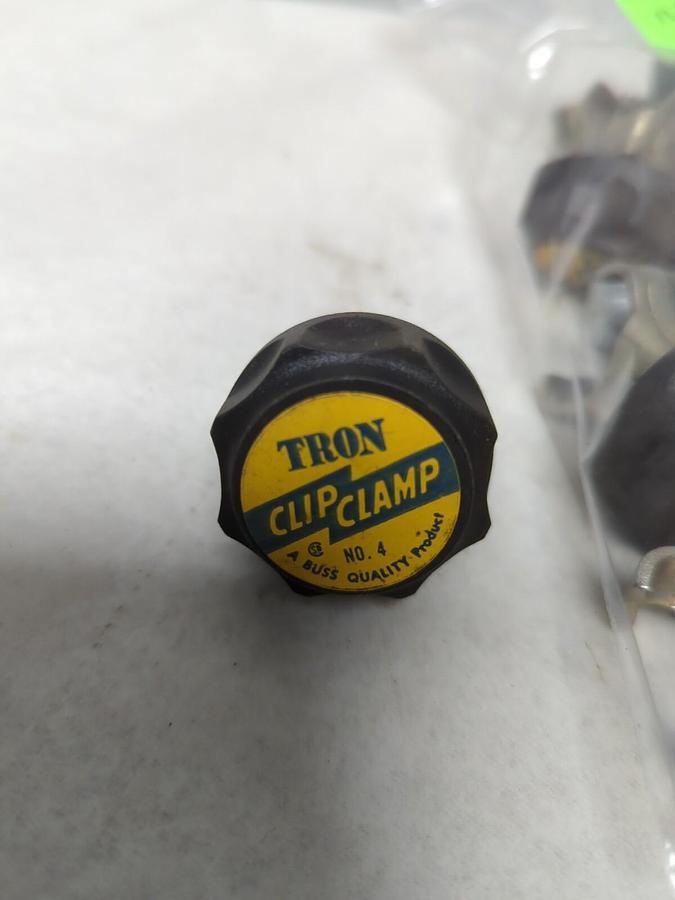 TRON
CLIP CLAMP
NO. 4
A BUSS QUALITY Product